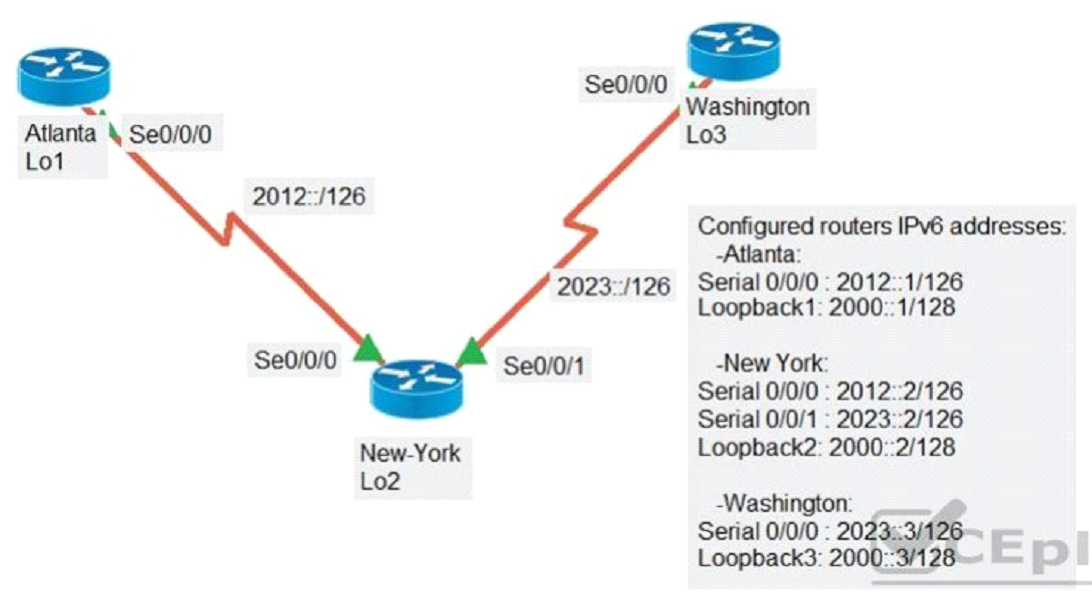 Se0/0/0
Washington
Lo3
Atlanta
Lo1
Se0/0/0
2012::/126
2023::/126
Se0/0/0
Se0/0/1
New-York
Lo2
Configured routers IPv6 addresses:
-Atlanta:
Serial 0/0/0 : 2012::1/126
Loopback1: 2000::1/128
-New York:
Serial 0/0/0 : 2012::2/126
Serial 0/0/1 : 2023::2/126
Loopback2: 2000::2/128
-Washington:
Serial 0/0/0 : 2023::3/126
Loopback3: 2000::3/128
CEpl